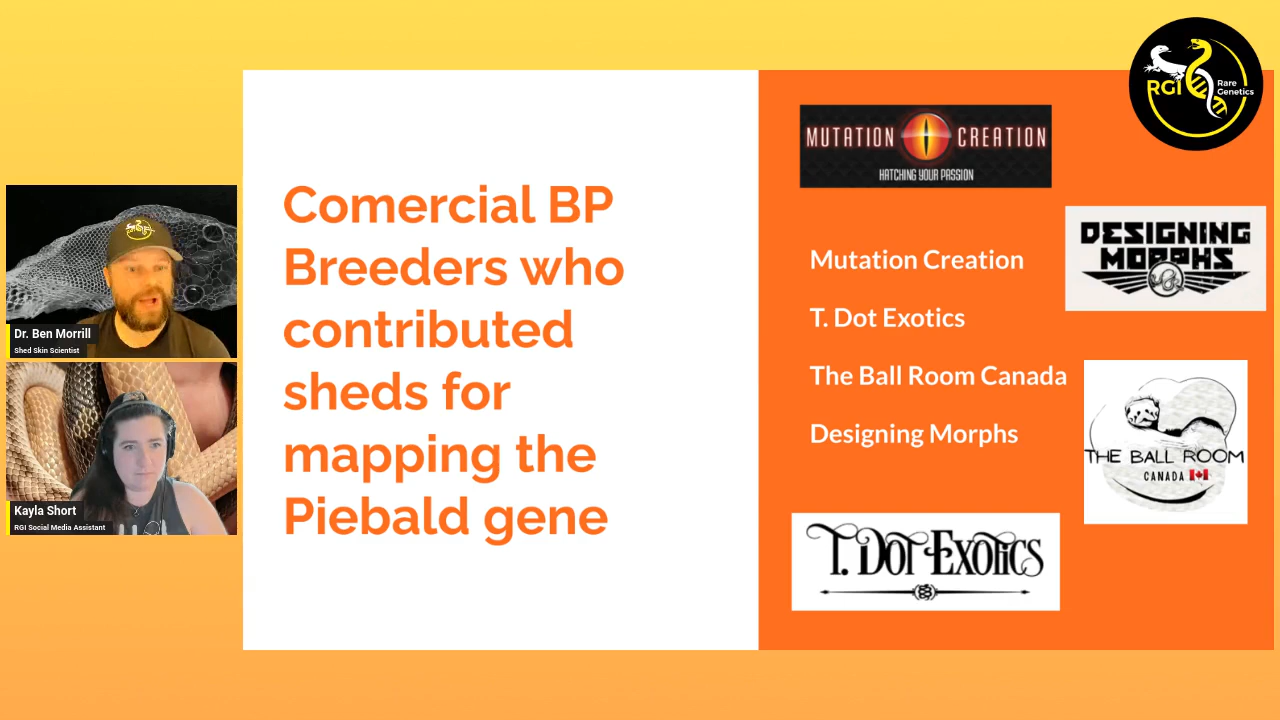 RGI Rare
Genetics
Comercial BP
Breeders who
contributed
sheds for
mapping the
Piebald gene
MUTATION CREATION
HATCHING YOUR PASSION
DESIGNING
MORPHS
Mutation Creation
T. Dot Exotics
The Ball Room Canada
Designing Morphs
THE BALL ROOM
CANADA
T. DOT EXOTICS
Dr. Ben Morrill
Shed Skin Scientist
Kayla Short
RGI Social Media Assistant